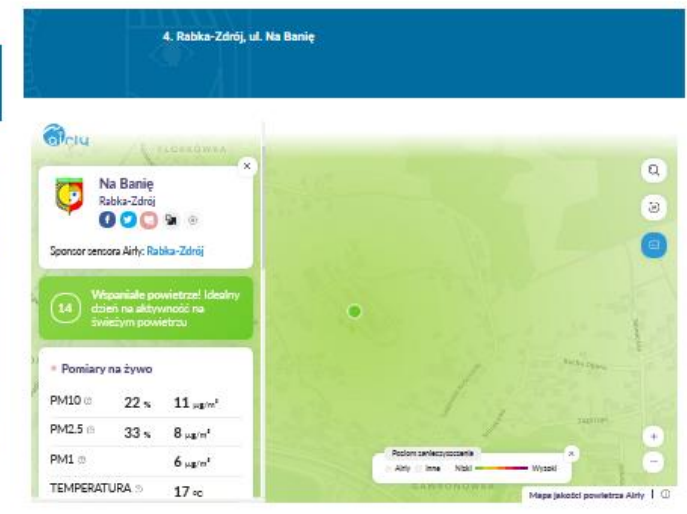 4. Rabka-Zdrój, ul. Na Banię
airly
Na Banię
Rabka-Zdrój
Sponsor sensora Airly: Rabka-Zdrój
14
Wspaniałe powietrze! Idealny
dzień na aktywność na
świeżym powietrzu
Pomiary na żywo
PM10 22 % 11 µg/m³
PM2.5 33 % 8 µg/m³
PM1 6 µg/m³
TEMPERATURA 17 °C
Poziom zanieczyszczenia
Airly Inne Niski Wysoki
Mapa jakości powietrza Airly